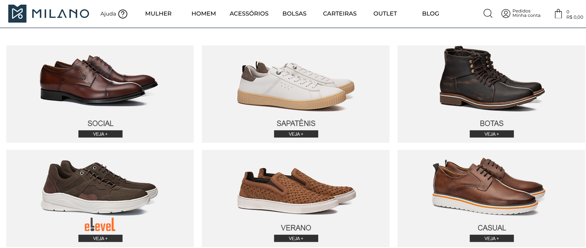 MILANO
Ajuda ?
MULHER HOMEM ACESSÓRIOS BOLSAS CARTEIRAS OUTLET BLOG
Pedidos
Minha conta
0
R$ 0,00
SOCIAL
VEJA +
SAPATÊNIS
VEJA +
BOTAS
VEJA +
eLevel
VEJA +
VERANO
VEJA +
CASUAL
VEJA +